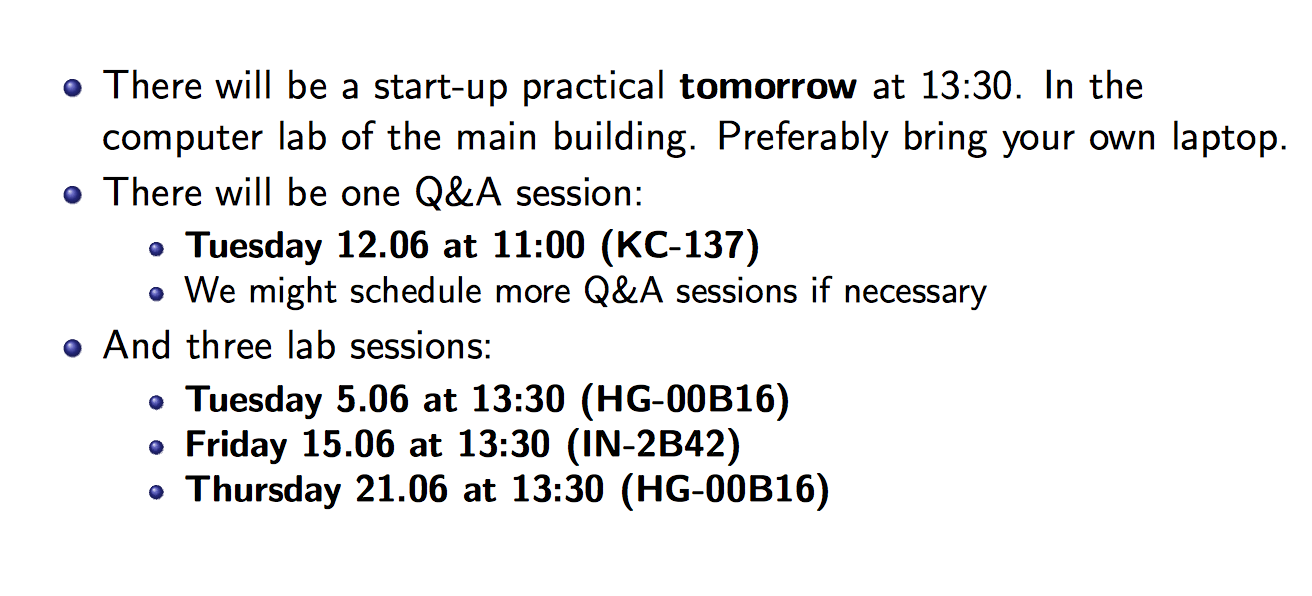 There will be a start-up practical tomorrow at 13:30. In the
computer lab of the main building. Preferably bring your own laptop.
There will be one Q&A session:
Tuesday 12.06 at 11:00 (KC-137)
We might schedule more Q&A sessions if necessary
And three lab sessions:
Tuesday 5.06 at 13:30 (HG-00B16)
Friday 15.06 at 13:30 (IN-2B42)
Thursday 21.06 at 13:30 (HG-00B16)